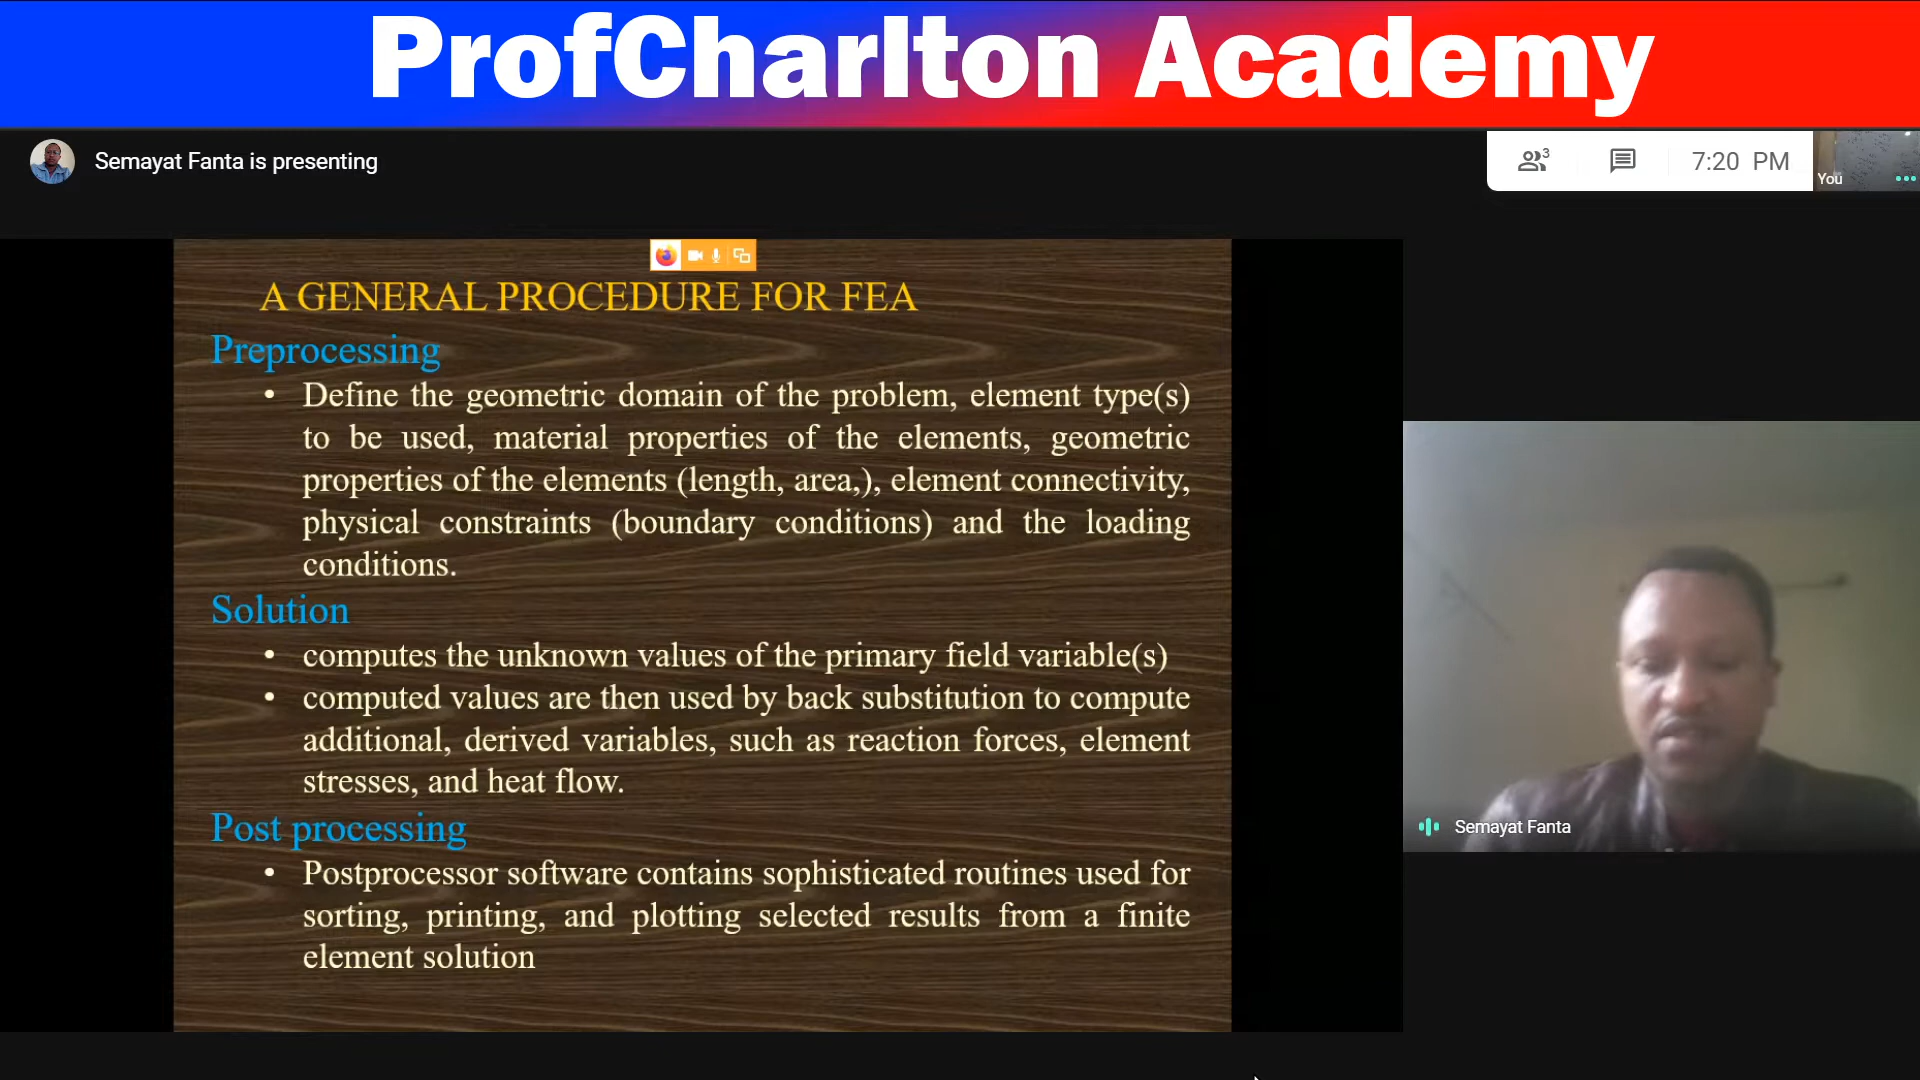 ProfCharlton Academy
Semayat Fanta is presenting
3
7:20 PM
You
A GENERAL PROCEDURE FOR FEA
Preprocessing
• Define the geometric domain of the problem, element type(s)
to be used, material properties of the elements, geometric
properties of the elements (length, area,), element connectivity,
physical constraints (boundary conditions) and the loading
conditions.
Solution
• computes the unknown values of the primary field variable(s)
• computed values are then used by back substitution to compute
additional, derived variables, such as reaction forces, element
stresses, and heat flow.
Post processing
• Postprocessor software contains sophisticated routines used for
sorting, printing, and plotting selected results from a finite
element solution
Semayat Fanta